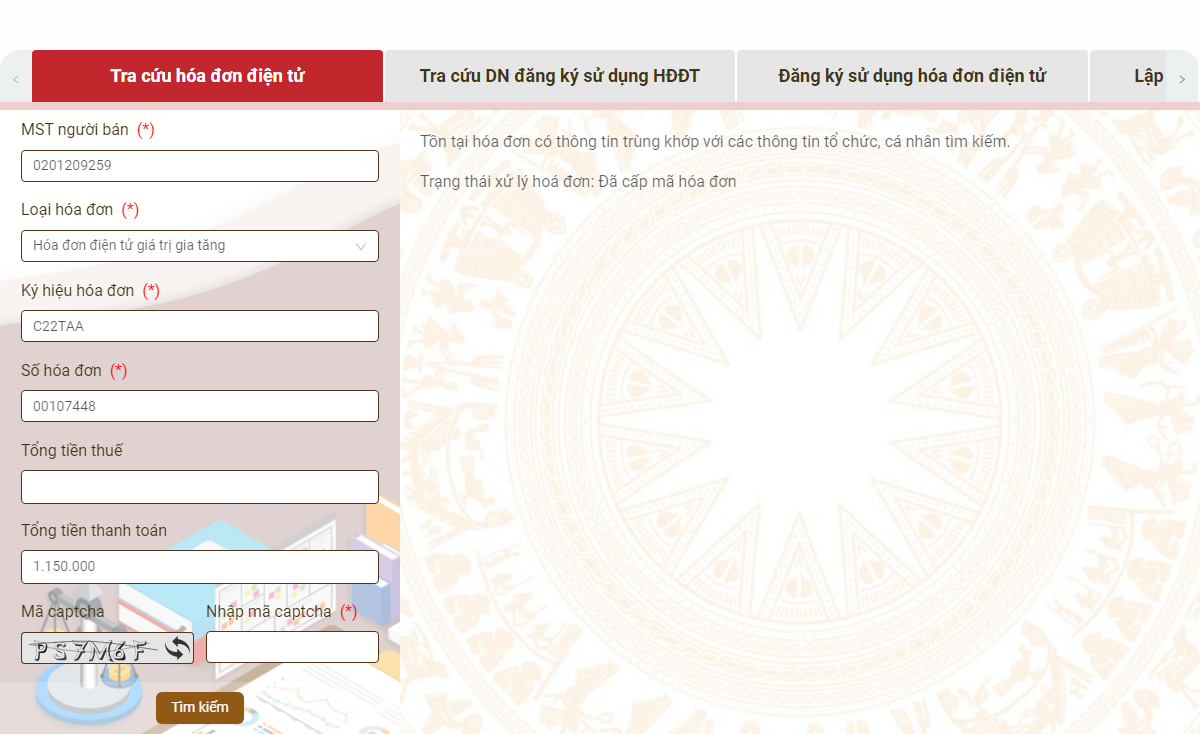 Tra cứu hóa đơn điện tử
Tra cứu DN đăng ký sử dụng HĐĐT
Đăng ký sử dụng hóa đơn điện tử
Lập
MST người bán (*)
0201209259
Loại hóa đơn (*)
Hóa đơn điện tử giá trị gia tăng
Ký hiệu hóa đơn (*)
C22TAA
Số hóa đơn (*)
00107448
Tổng tiền thuế
Tổng tiền thanh toán
1.150.000
Mã captcha
Nhập mã captcha (*)
PS7M6F
Tìm kiếm
Tồn tại hóa đơn có thông tin trùng khớp với các thông tin tổ chức, cá nhân tìm kiếm.
Trạng thái xử lý hoá đơn: Đã cấp mã hóa đơn